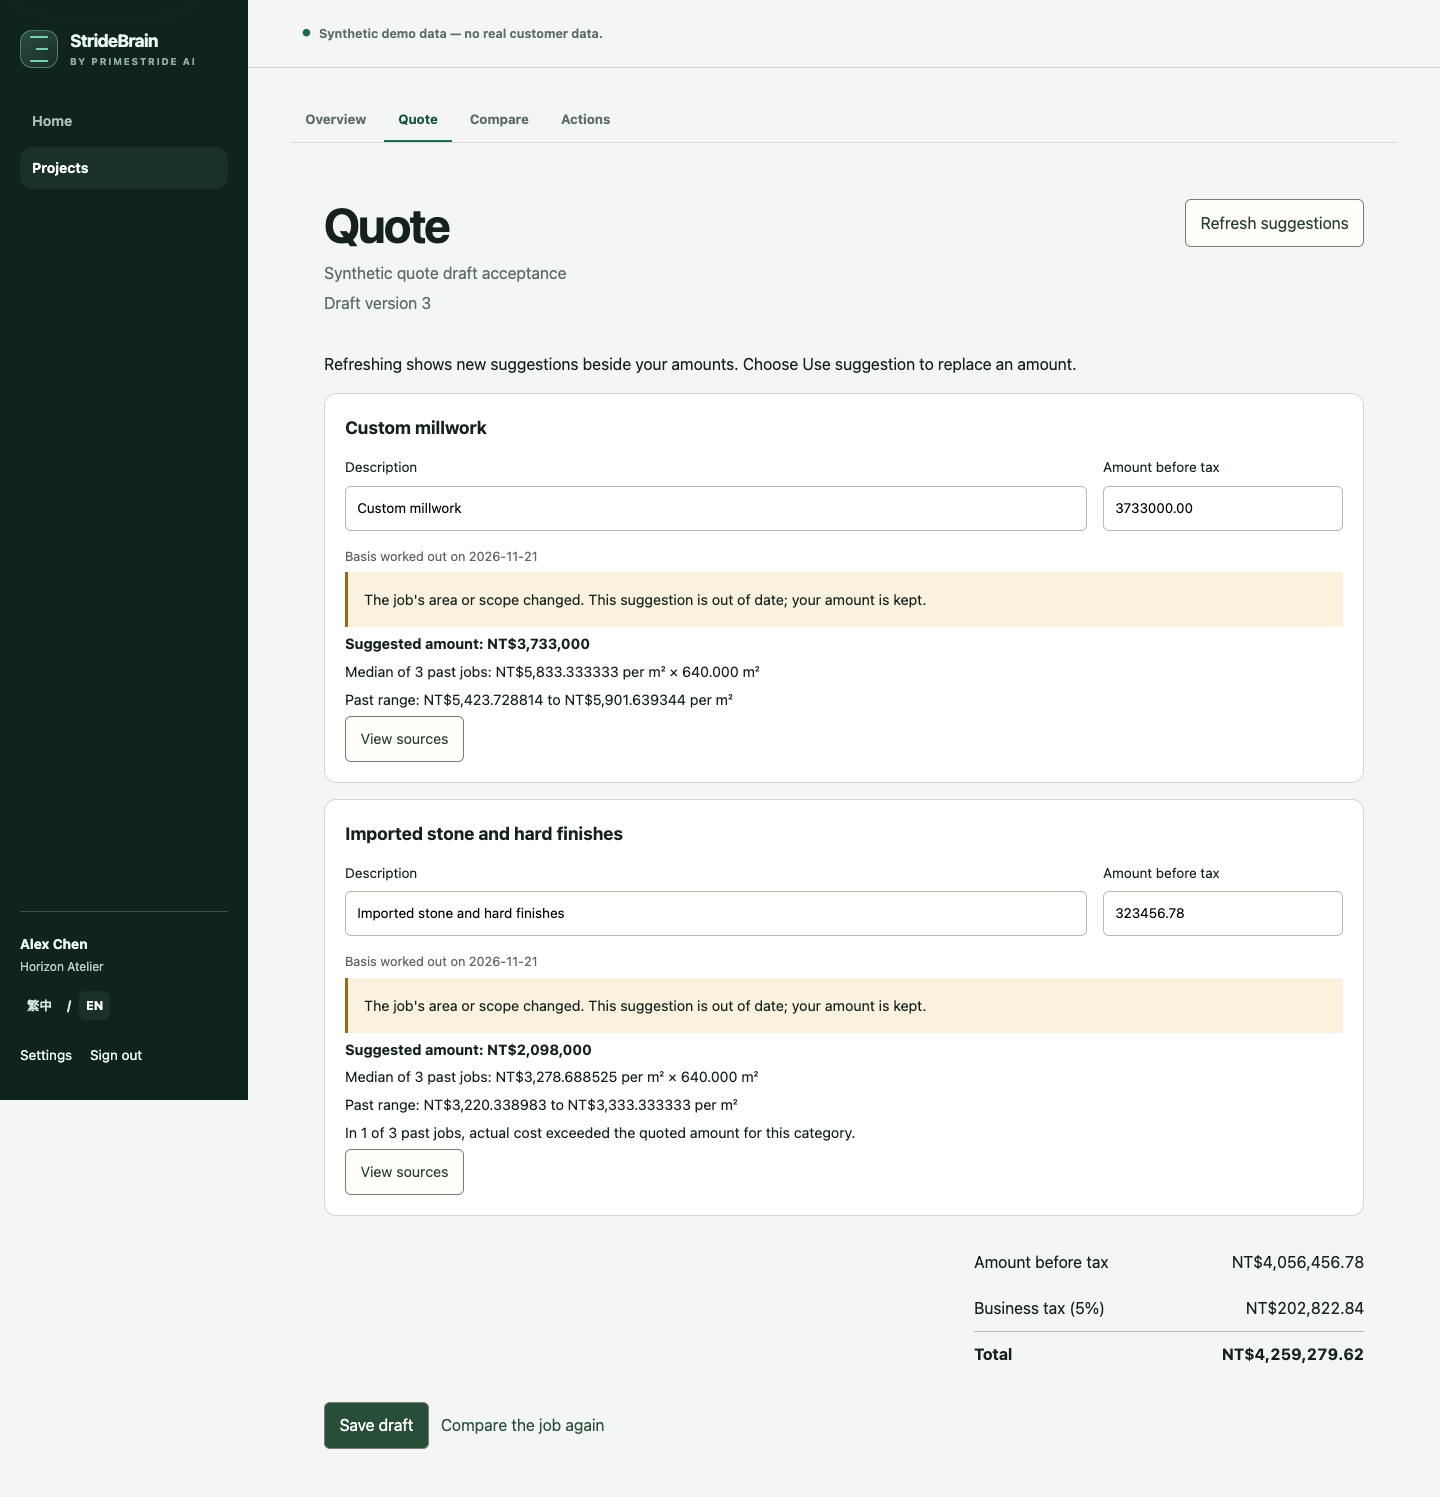 StrideBrain
BY PRIMESTRIDE AI
Home
Projects
Alex Chen
Horizon Atelier
繁中 / EN
Settings Sign out
Synthetic demo data — no real customer data.
Overview Quote Compare Actions
Quote
Refresh suggestions
Synthetic quote draft acceptance
Draft version 3
Refreshing shows new suggestions beside your amounts. Choose Use suggestion to replace an amount.
Custom millwork
Description Amount before tax
Custom millwork 3733000.00
Basis worked out on 2026-11-21
The job's area or scope changed. This suggestion is out of date; your amount is kept.
Suggested amount: NT$3,733,000
Median of 3 past jobs: NT$5,833.333333 per m² × 640.000 m²
Past range: NT$5,423.728814 to NT$5,901.639344 per m²
View sources
Imported stone and hard finishes
Description Amount before tax
Imported stone and hard finishes 323456.78
Basis worked out on 2026-11-21
The job's area or scope changed. This suggestion is out of date; your amount is kept.
Suggested amount: NT$2,098,000
Median of 3 past jobs: NT$3,278.688525 per m² × 640.000 m²
Past range: NT$3,220.338983 to NT$3,333.333333 per m²
In 1 of 3 past jobs, actual cost exceeded the quoted amount for this category.
View sources
Amount before tax NT$4,056,456.78
Business tax (5%) NT$202,822.84
Total NT$4,259,279.62
Save draft Compare the job again